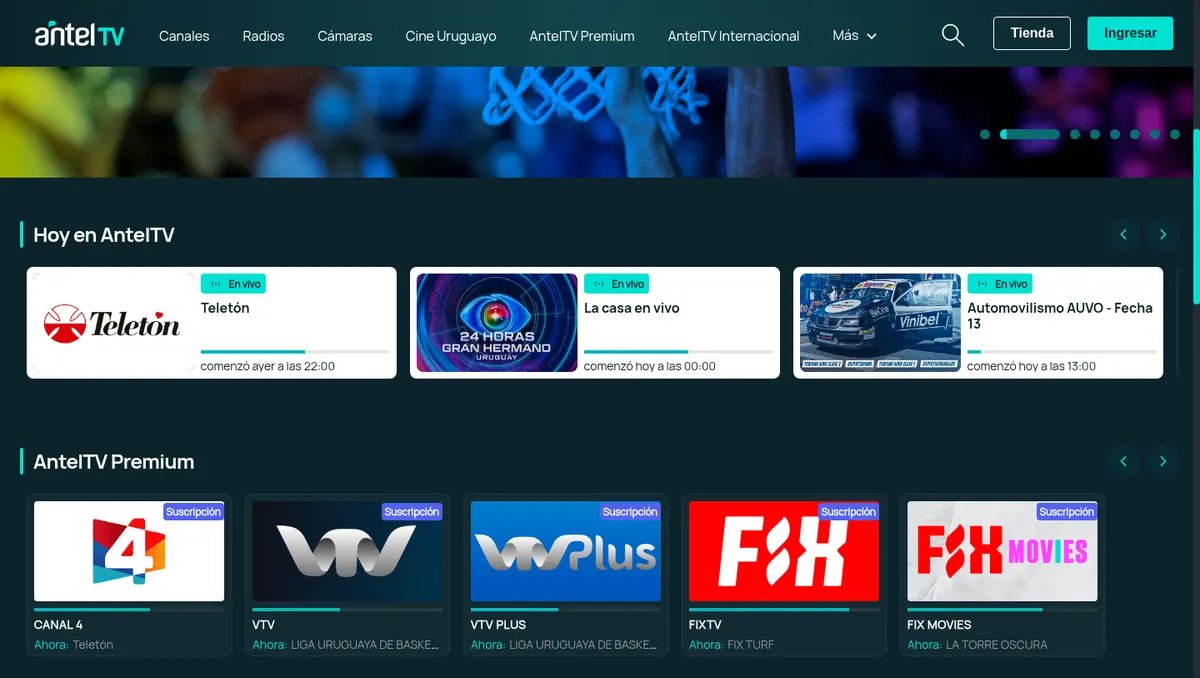 antel TV
Canales
Radios
Cámaras
Cine Uruguayo
AntelTV Premium
AntelTV Internacional
Más
Tienda
Ingresar
Hoy en AntelTV
Teletón
En vivo
Teletón
comenzó ayer a las 22:00
24 HORAS
GRAN HERMANO
URUGUAY
En vivo
La casa en vivo
comenzó hoy a las 00:00
BeOne
Vinibel
En vivo
Automovilismo AUVO - Fecha
13
comenzó hoy a las 13:00
AntelTV Premium
4
Suscripción
CANAL 4
Ahora: Teletón
VTV
Suscripción
VTV
Ahora: LIGA URUGUAYA DE BASKE...
VTV Plus
Suscripción
VTV PLUS
Ahora: LIGA URUGUAYA DE BASKE...
FIX
Suscripción
FIXTV
Ahora: FIX TURF
FIX MOVIES
Suscripción
FIX MOVIES
Ahora: LA TORRE OSCURA